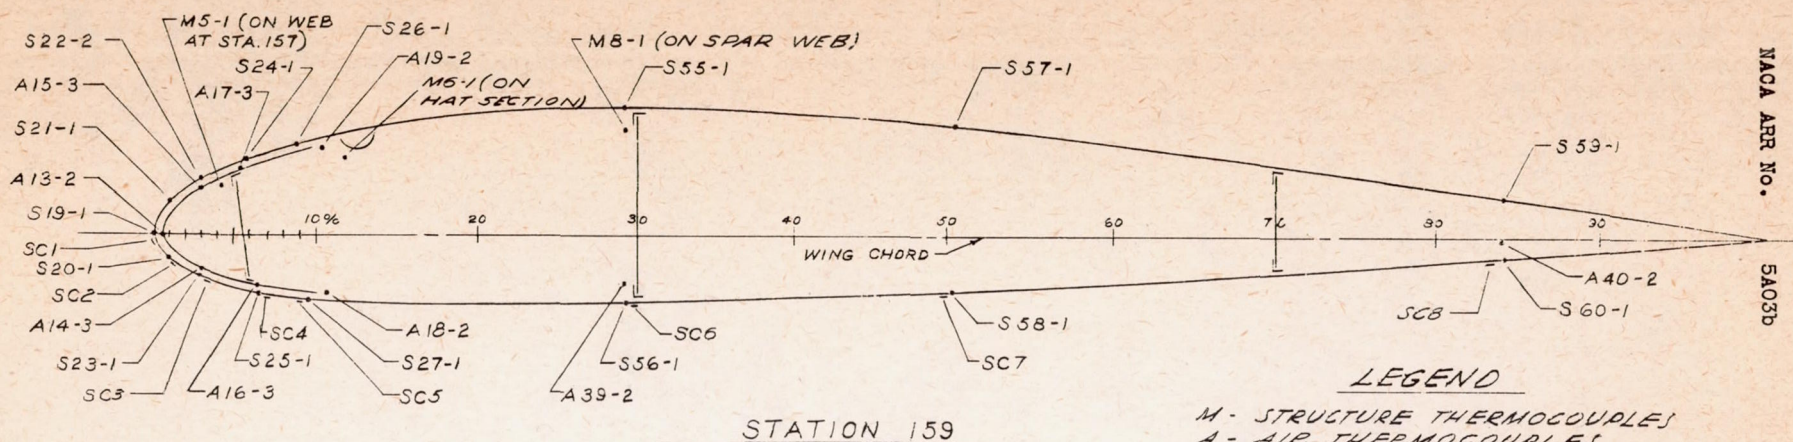 M5-1 (ON WEB
AT STA.157)
S22-2
S26-1
M8-1 (ON SPAR WEB)
A19-2
S24-1
M6-1 (ON
HAT SECTION)
S55-1
S57-1
A15-3
A17-3
S21-1
S59-1
A13-2
S19-1
10% 20 30 40 50 60 70 80 90
WING CHORD
SC1
S20-1
SC2
A14-3
S23-1
SC3
A16-3
SC4
S25-1
A18-2
S27-1
SC5
A39-2
S56-1
SC6
S58-1
SC7
A40-2
SC8
S60-1
STATION 159
LEGEND
M - STRUCTURE THERMOCOUPLES
A - AIR THERMOCOUPLES
NACA ARR No. 5A03b